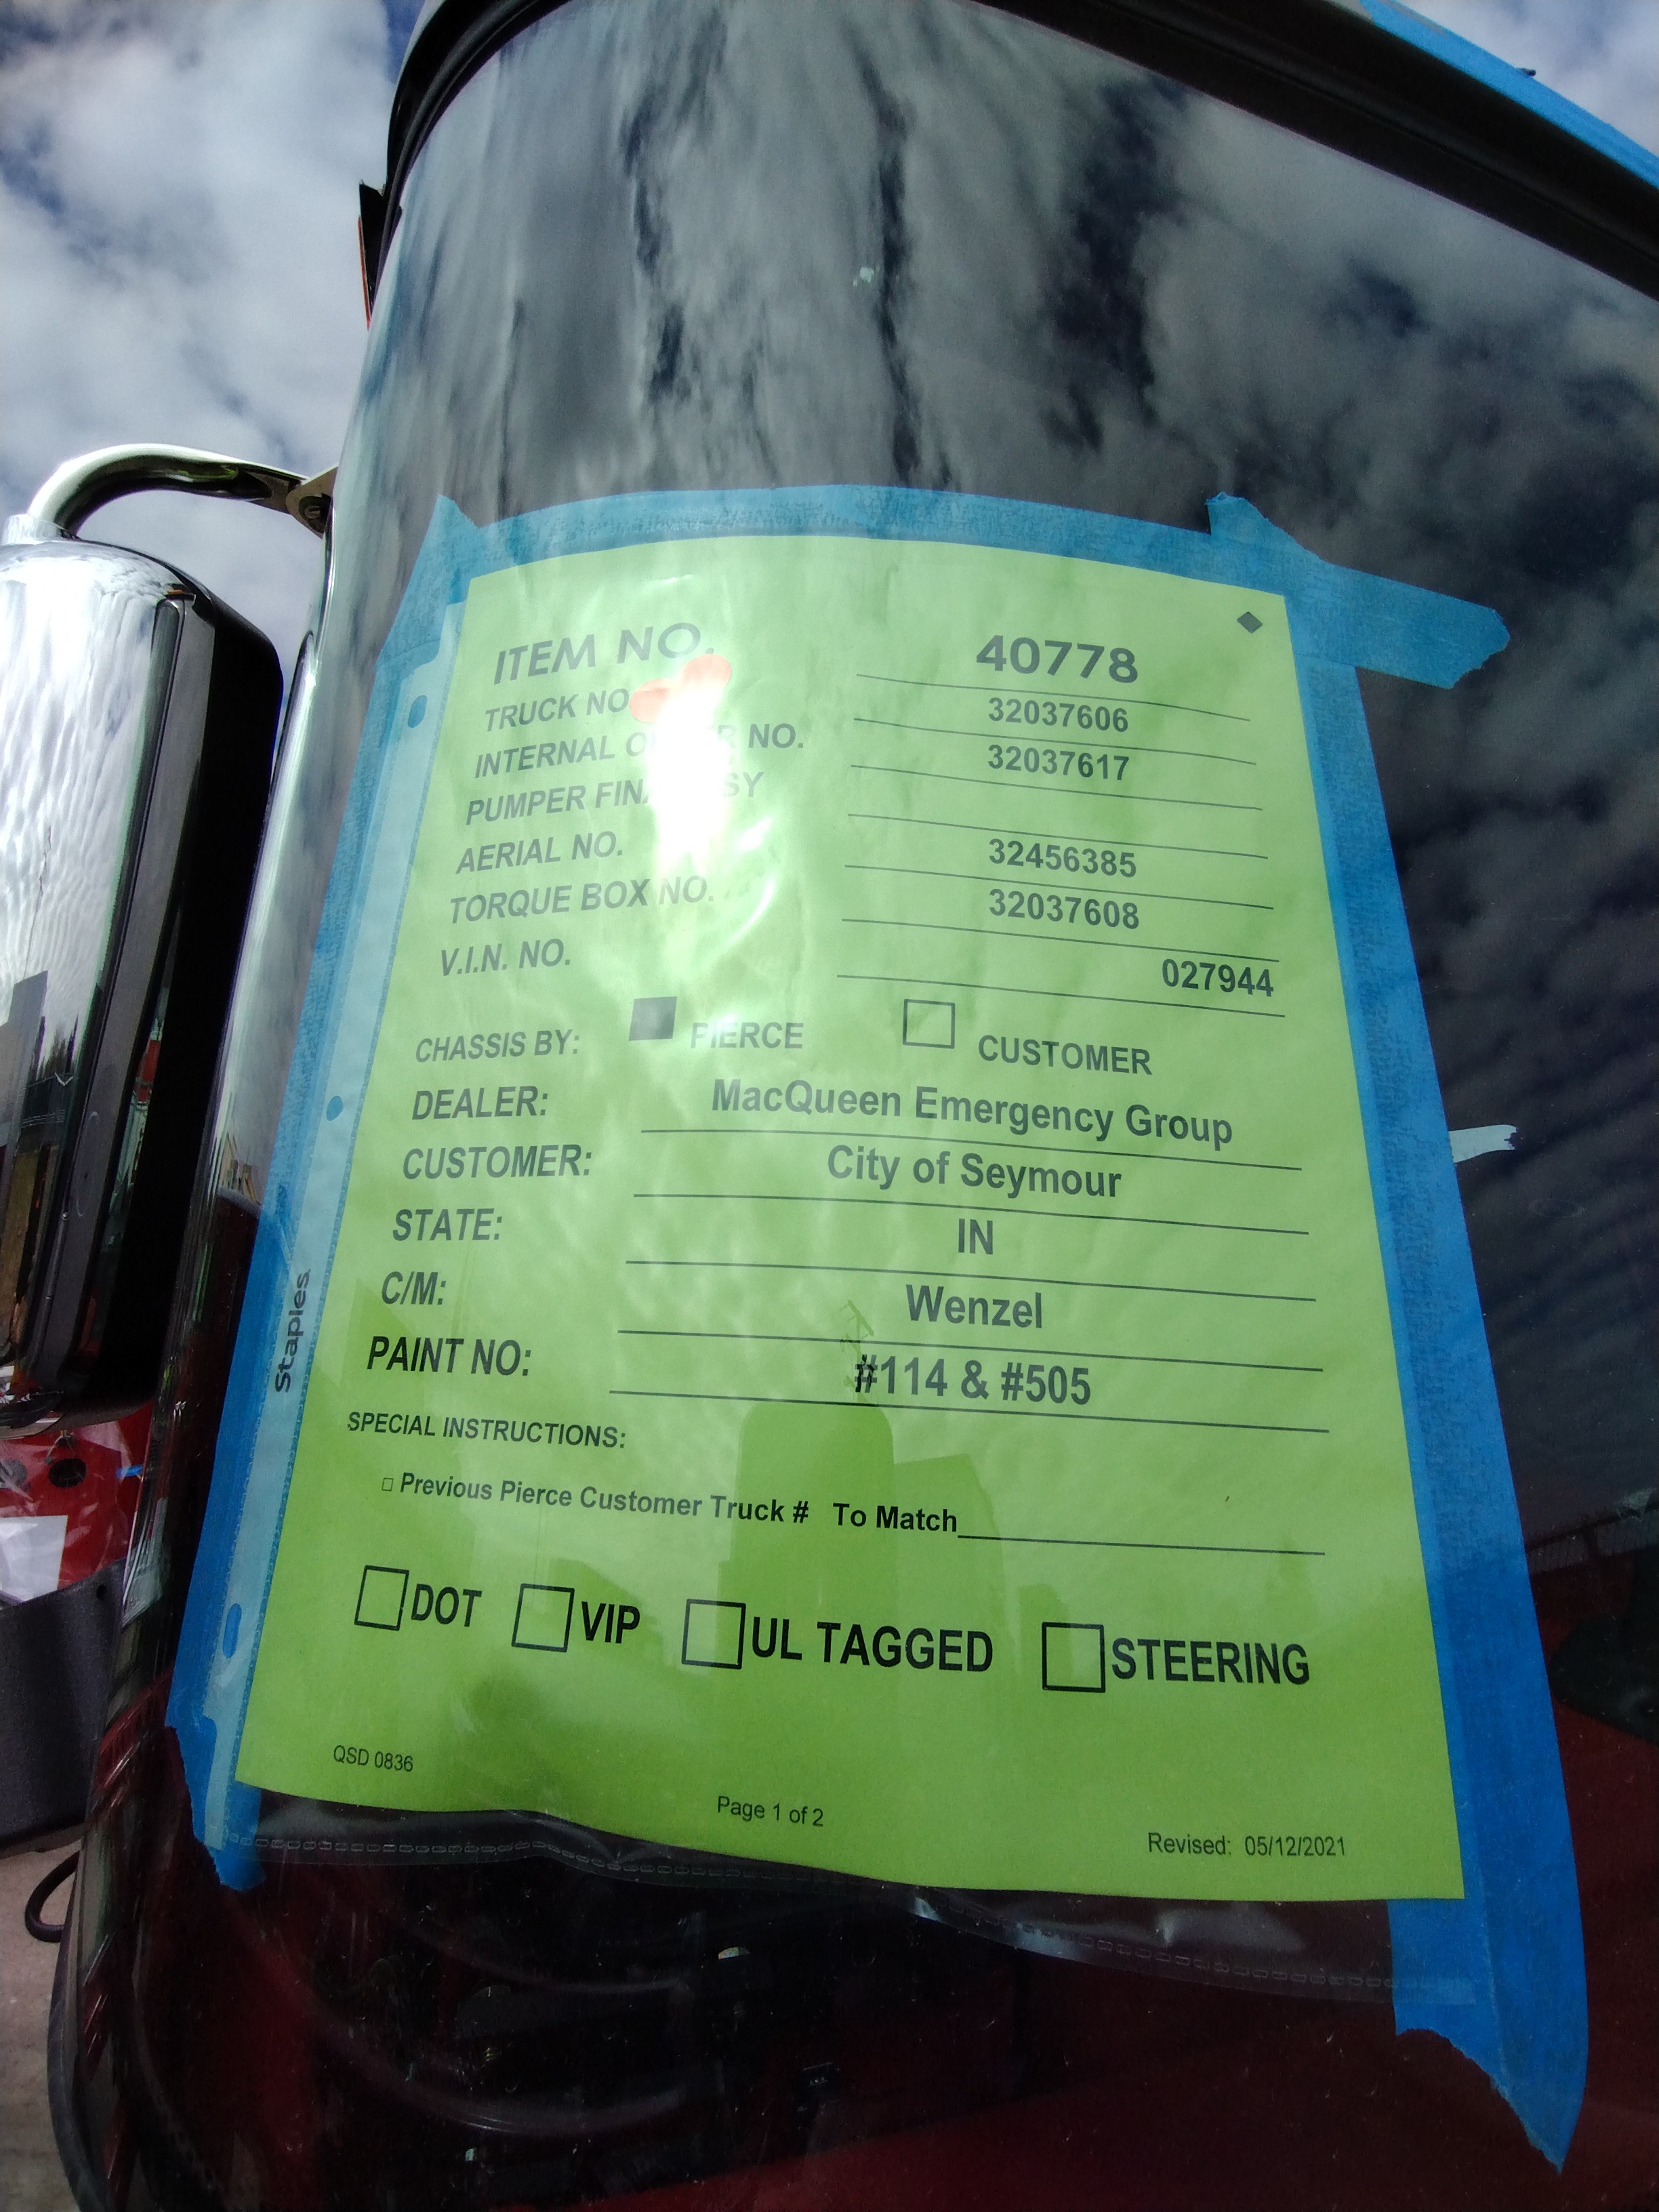 ITEM NO. 40778
TRUCK NO 32037606
INTERNAL NO. 32037617
PUMPER
AERIAL NO. 32456385
TORQUE BOX NO. 32037608
V.I.N. NO. 027944
CHASSIS BY: PIERCE CUSTOMER
DEALER: MacQueen Emergency Group
CUSTOMER: City of Seymour
STATE: IN
C/M: Wenzel
PAINT NO: #114 & #505
SPECIAL INSTRUCTIONS:
Previous Pierce Customer Truck # To Match
DOT VIP UL TAGGED STEERING
QSD 0836
Page 1 of 2
Revised: 05/12/2021
Staples